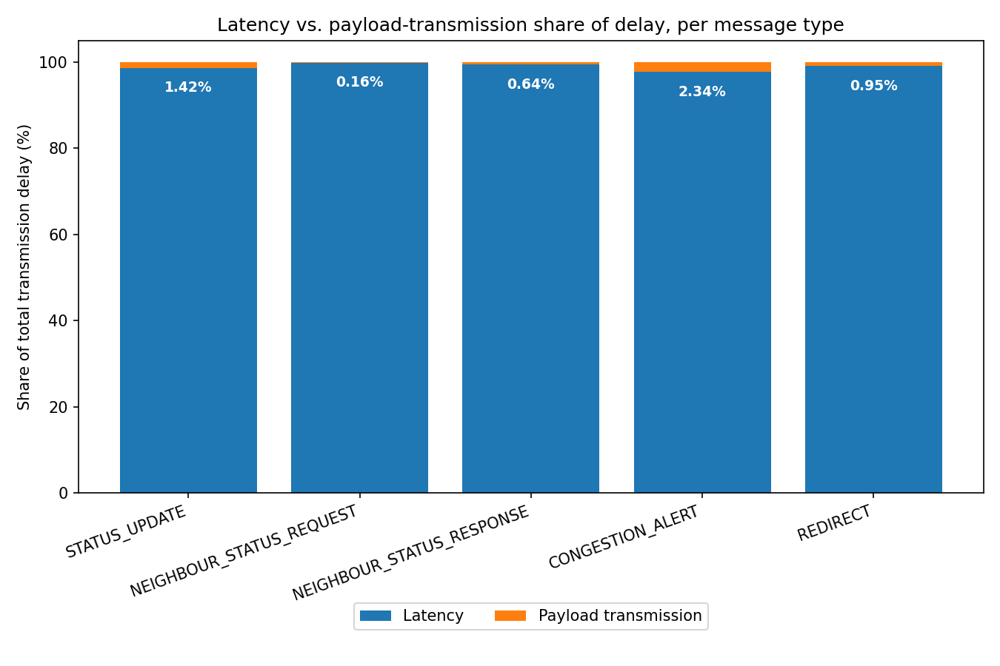 Latency vs. payload-transmission share of delay, per message type
Share of total transmission delay (%)
100
80
60
40
20
0
1.42%
0.16%
0.64%
2.34%
0.95%
STATUS_UPDATE
NEIGHBOUR_STATUS_REQUEST
NEIGHBOUR_STATUS_RESPONSE
CONGESTION_ALERT
REDIRECT
Latency
Payload transmission